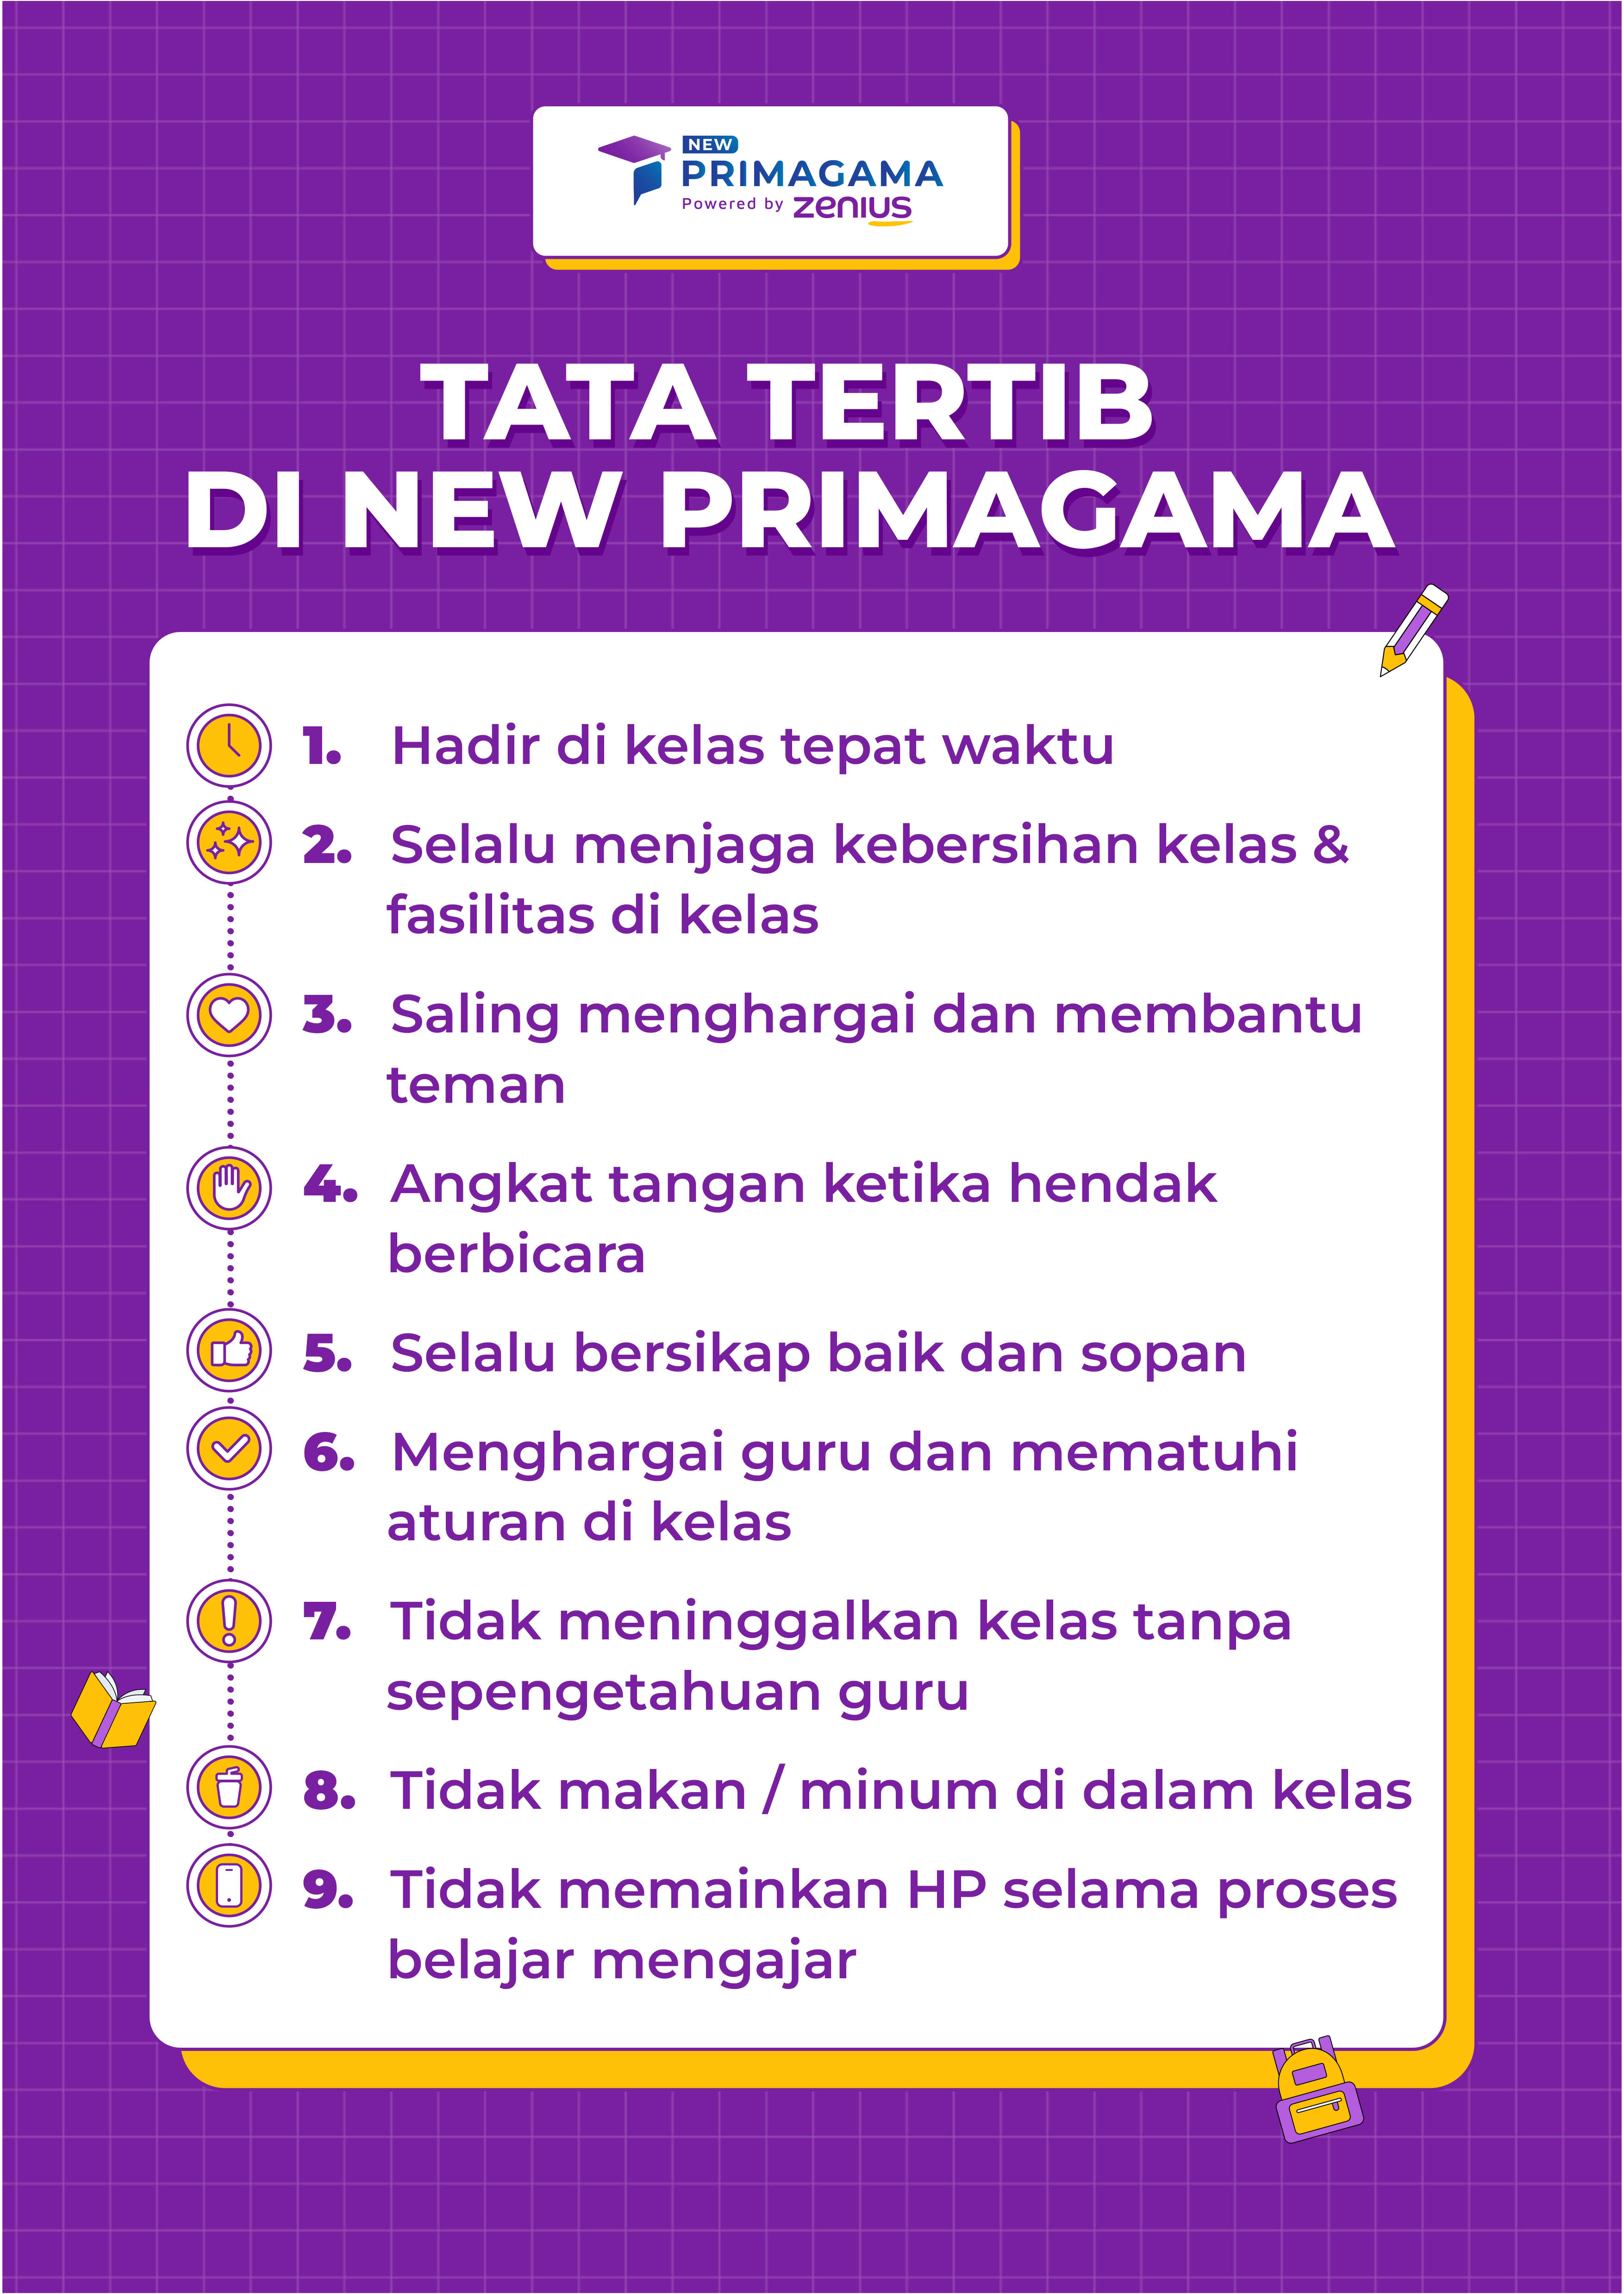 NEW
PRIMAGAMA
Powered by zenius
TATA TERTIB
DI NEW PRIMAGAMA
1. Hadir di kelas tepat waktu
2. Selalu menjaga kebersihan kelas &
fasilitas di kelas
3. Saling menghargai dan membantu
teman
4. Angkat tangan ketika hendak
berbicara
5. Selalu bersikap baik dan sopan
6. Menghargai guru dan mematuhi
aturan di kelas
7. Tidak meninggalkan kelas tanpa
sepengetahuan guru
8. Tidak makan / minum di dalam kelas
9. Tidak memainkan HP selama proses
belajar mengajar